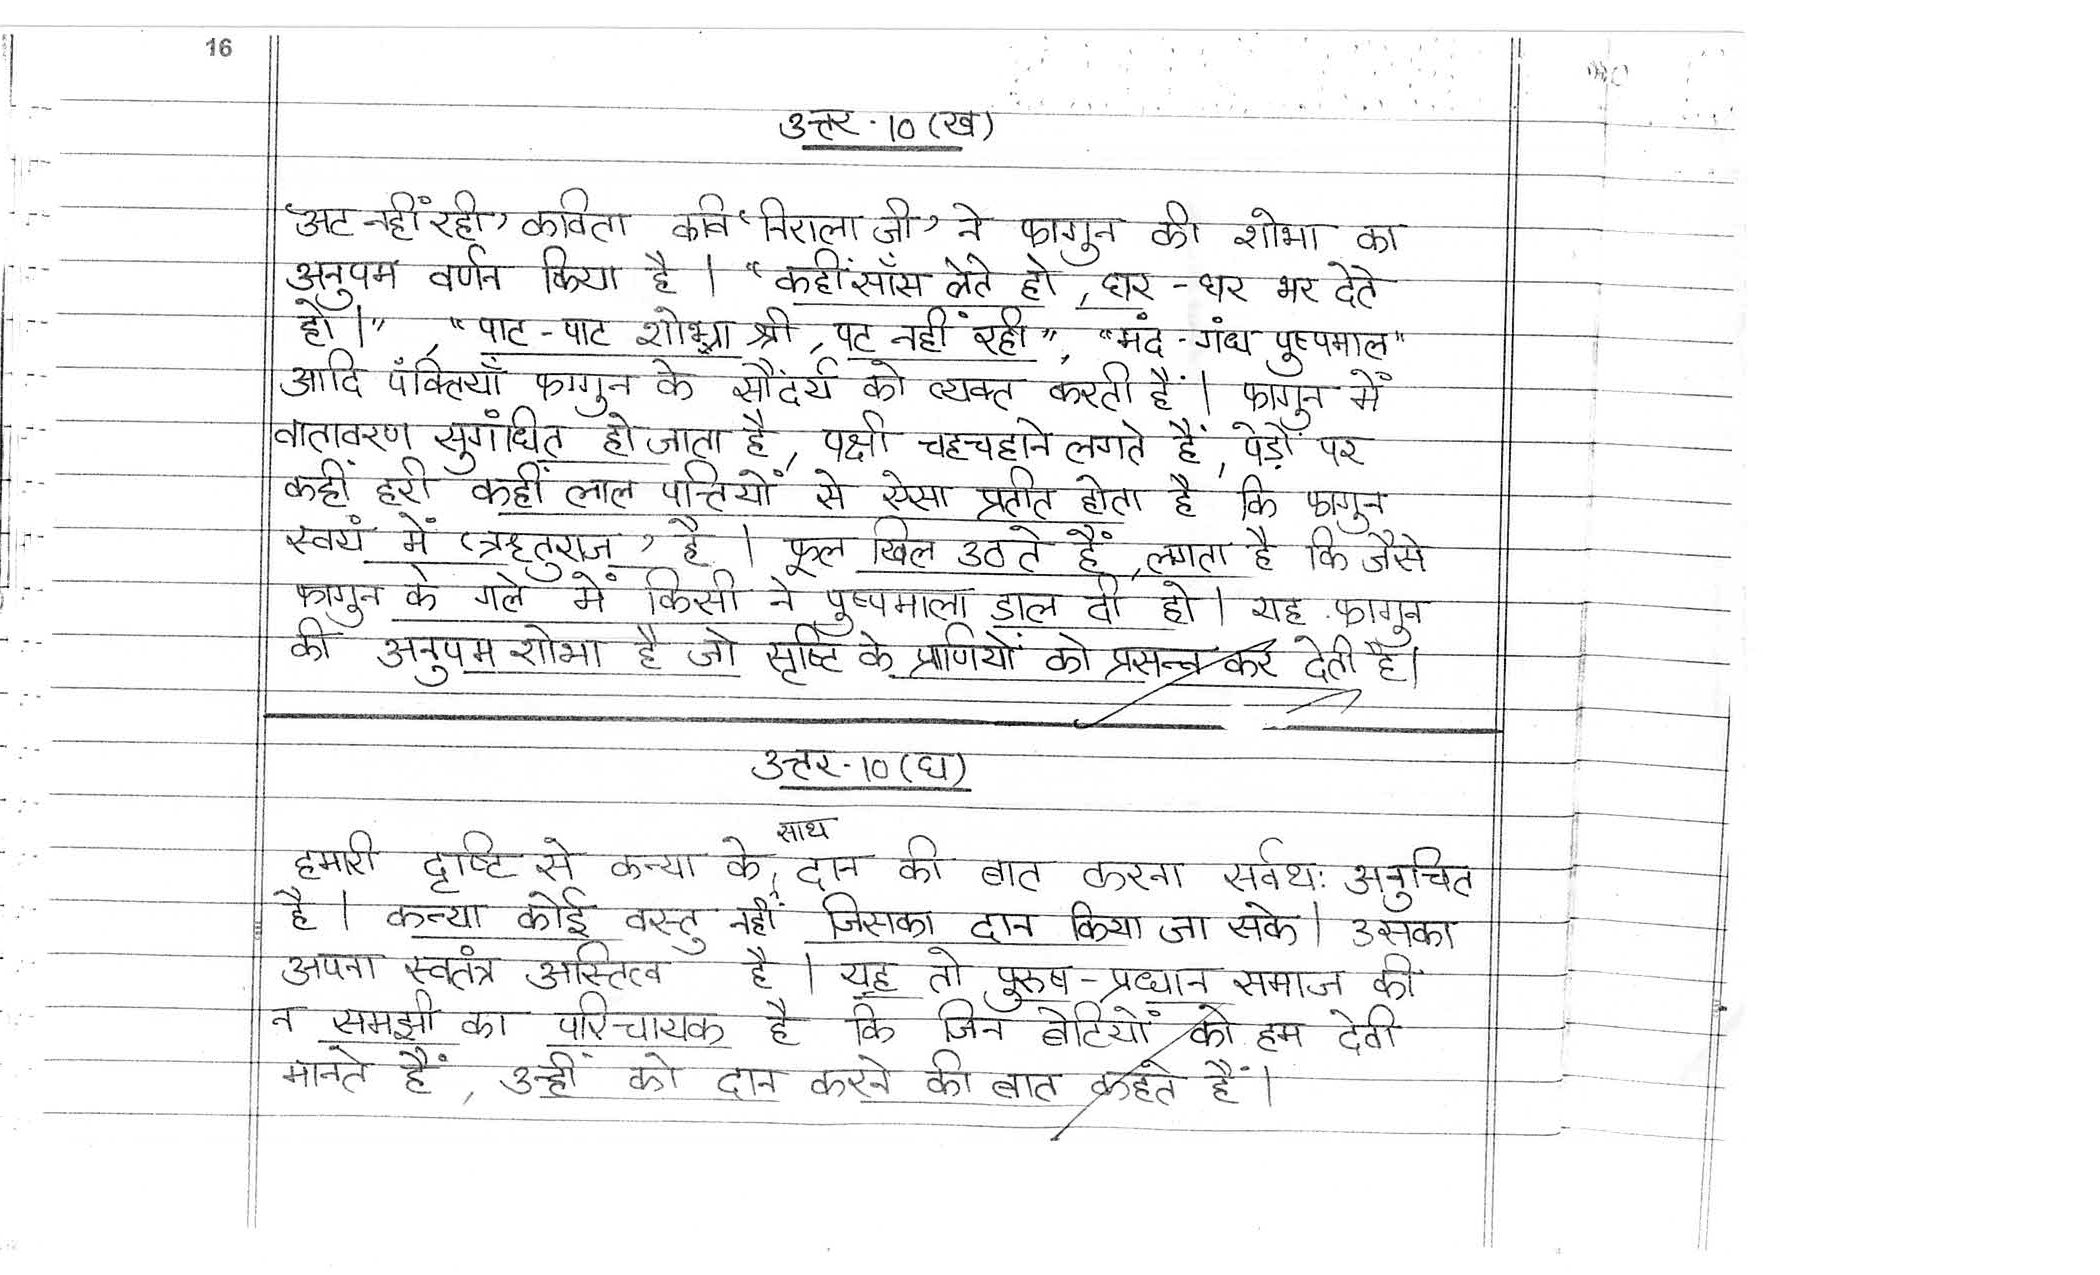 16
उत्तर-10 (ख)
'अट नहीं रही' कविता कवि 'निराला जी' ने फागुन की शोभा का
अनुपम वर्णन किया है। "कहीं साँस लेते हो, घर-घर भर देते
हो।", "पाट-पाट शोभा श्री, पट नहीं रही", "मंद-गंध पुष्पमाल"
आदि पंक्तियाँ फागुन के सौंदर्य को व्यक्त करती हैं। फागुन में
वातावरण सुगंधित हो जाता है, पक्षी चहचहाने लगते हैं, पेड़ों पर
कहीं हरी कहीं लाल पत्तियों से ऐसा प्रतीत होता है कि फागुन
स्वयं में 'ऋतुराज' है। फूल खिल उठते हैं, लगता है कि जैसे
फागुन के गले में किसी ने पुष्पमाला डाल दी हो। यह फागुन
की अनुपम शोभा है जो सृष्टि के प्राणियों को प्रसन्न कर देती है।
उत्तर-10 (घ)
हमारी दृष्टि से कन्या के साथ दान की बात करना सर्वथः अनुचित
है। कन्या कोई वस्तु नहीं जिसका दान किया जा सके। उसका
अपना स्वतंत्र अस्तित्व है। यह तो पुरुष-प्रधान समाज की
न समझी का परिचायक है कि जिन बेटियों को हम देवी
मानते हैं, उन्हीं को दान करने की बात कहते हैं।